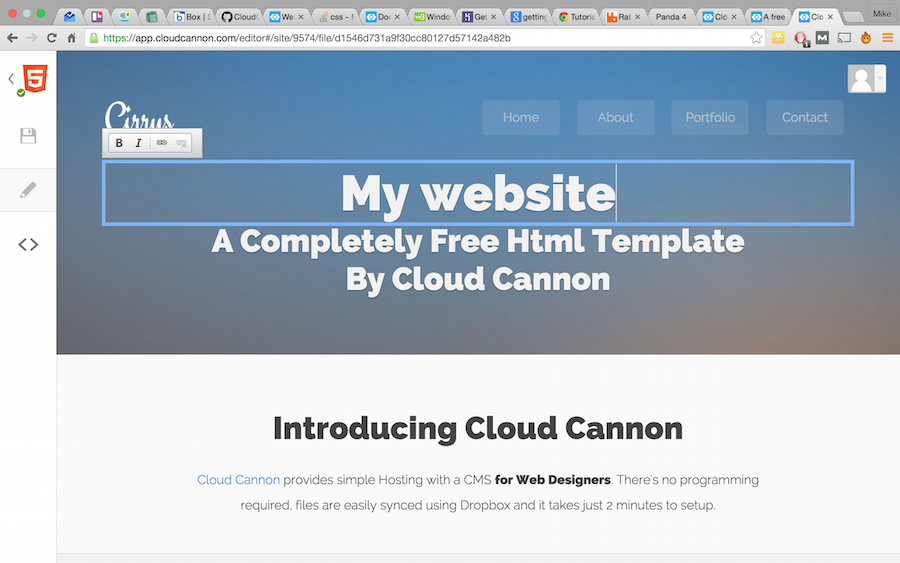 Box | S
Cloud
We
css - S
Doc
Windo
Get
getting
Tutoria
Rab
Panda 4
Clo
A free
Clo
Mike
https://app.cloudcannon.com/editor#/site/9574/file/d1546d731a9f30cc80127d57142a482b
5
Cirrus
Home
About
Portfolio
Contact
B I
My website
A Completely Free Html Template
By Cloud Cannon
Introducing Cloud Cannon
Cloud Cannon provides simple Hosting with a CMS for Web Designers. There's no programming
required, files are easily synced using Dropbox and it takes just 2 minutes to setup.